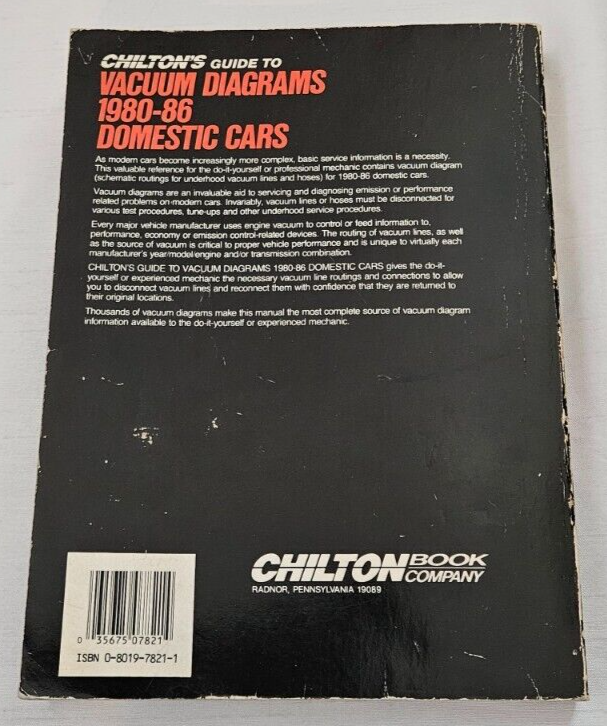 CHILTON'S GUIDE TO
VACUUM DIAGRAMS
1980-86
DOMESTIC CARS
As modern cars become increasingly more complex, basic service information is a necessity.
This valuable reference for the do-it-yourself or professional mechanic contains vacuum diagram
(schematic routings for underhood vacuum lines and hoses) for 1980-86 domestic cars.
Vacuum diagrams are an invaluable aid to servicing and diagnosing emission or performance
related problems on-modern cars. Invariably, vacuum lines or hoses must be disconnected for
various test procedures, tune-ups and other underhood service procedures.
Every major vehicle manufacturer uses engine vacuum to control or feed information to,
performance, economy or emission control-related devices. The routing of vacuum lines, as well
as the source of vacuum is critical to proper vehicle performance and is unique to virtually each
manufacturer's year/model/engine and/or transmission combination.
CHILTON'S GUIDE TO VACUUM DIAGRAMS 1980-86 DOMESTIC CARS gives the do-it-
yourself or experienced mechanic the necessary vacuum line routings and connections to allow
you to disconnect vacuum lines and reconnect them with confidence that they are returned to
their original locations.
Thousands of vacuum diagrams make this manual the most complete source of vacuum diagram
information available to the do-it-yourself or experienced mechanic.
CHILTON BOOK COMPANY
RADNOR, PENNSYLVANIA 19089
0 35675 07821
ISBN 0-8019-7821-1